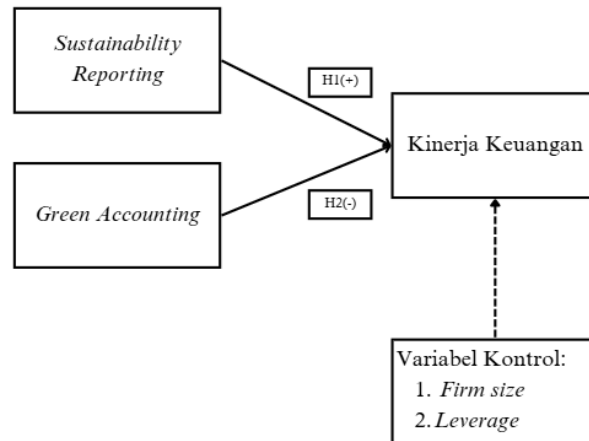 Sustainability
Reporting
H1(+)
Kinerja Keuangan
Green Accounting
H2(-)
Variabel Kontrol:
1. Firm size
2. Leverage